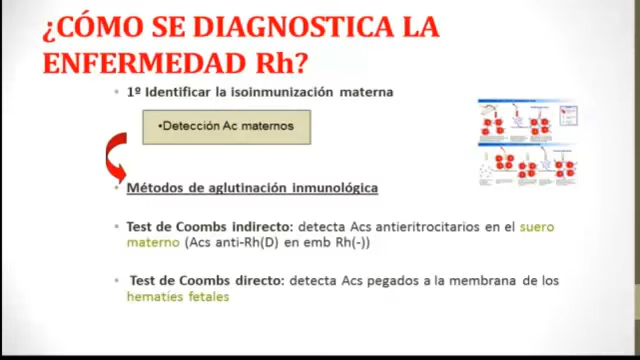 ¿CÓMO SE DIAGNOSTICA LA
ENFERMEDAD Rh?
• 1º Identificar la isoinmunización materna
•Detección Ac maternos
• Métodos de aglutinación inmunológica
• Test de Coombs indirecto: detecta Acs antieritrocitarios en el suero
materno (Acs anti-Rh(D) en emb Rh(-))
• Test de Coombs directo: detecta Acs pegados a la membrana de los
hematíes fetales